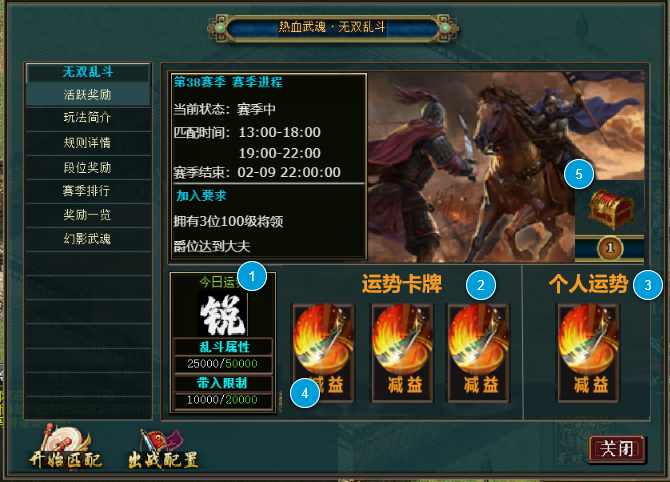 热血武魂·无双乱斗
无双乱斗
活跃奖励
玩法简介
规则详情
段位奖励
赛季排行
奖励一览
幻影武魂
第38赛季 赛季进程
当前状态：赛季中
匹配时间：13:00-18:00
19:00-22:00
赛季结束：02-09 22:00:00
加入要求
拥有3位100级将领
爵位达到大夫
5
1
今日运势
1
锐
乱斗属性
25000/50000
带入限制
10000/20000
运势卡牌
2
4
减益
减益
减益
个人运势
3
减益
开始匹配
出战配置
关闭